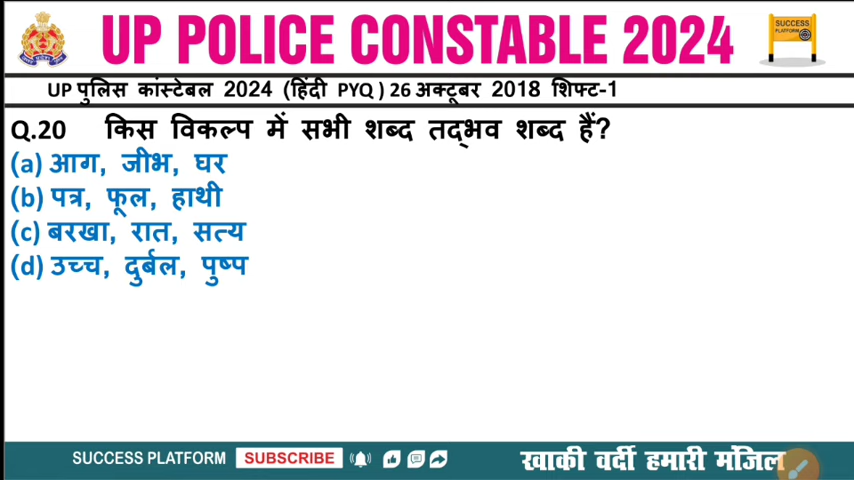 UP POLICE CONSTABLE 2024
SUCCESS
PLATFORM
UP पुलिस कांस्टेबल 2024 (हिंदी PYQ ) 26 अक्टूबर 2018 शिफ्ट-1
Q.20 किस विकल्प में सभी शब्द तद्भव शब्द हैं?
(a) आग, जीभ, घर
(b) पत्र, फूल, हाथी
(c) बरखा, रात, सत्य
(d) उच्च, दुर्बल, पुष्प
SUCCESS PLATFORM SUBSCRIBE खाकी वर्दी हमारी मंजिल